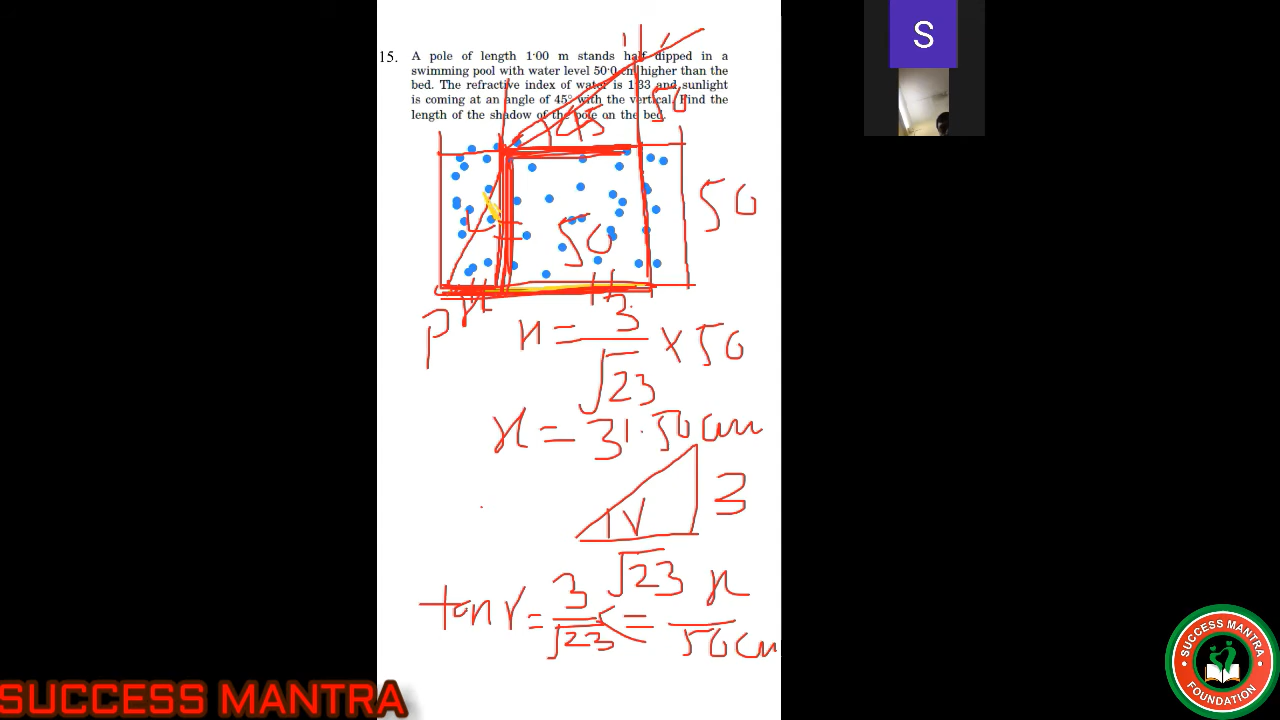 S
15. A pole of length 1·00 m stands half dipped in a
swimming pool with water level 50·0 cm higher than the
bed. The refractive index of water is 1·33 and sunlight
is coming at an angle of 45° with the vertical. Find the
length of the shadow of the pole on the bed.
50
45
50
50
P
x
x = 3/√23 × 50
x = 31.50 cm
3
r
√23
tan r = 3/√23 = x/50 cm
SUCCESS MANTRA
SUCCESS MANTRA
FOUNDATION